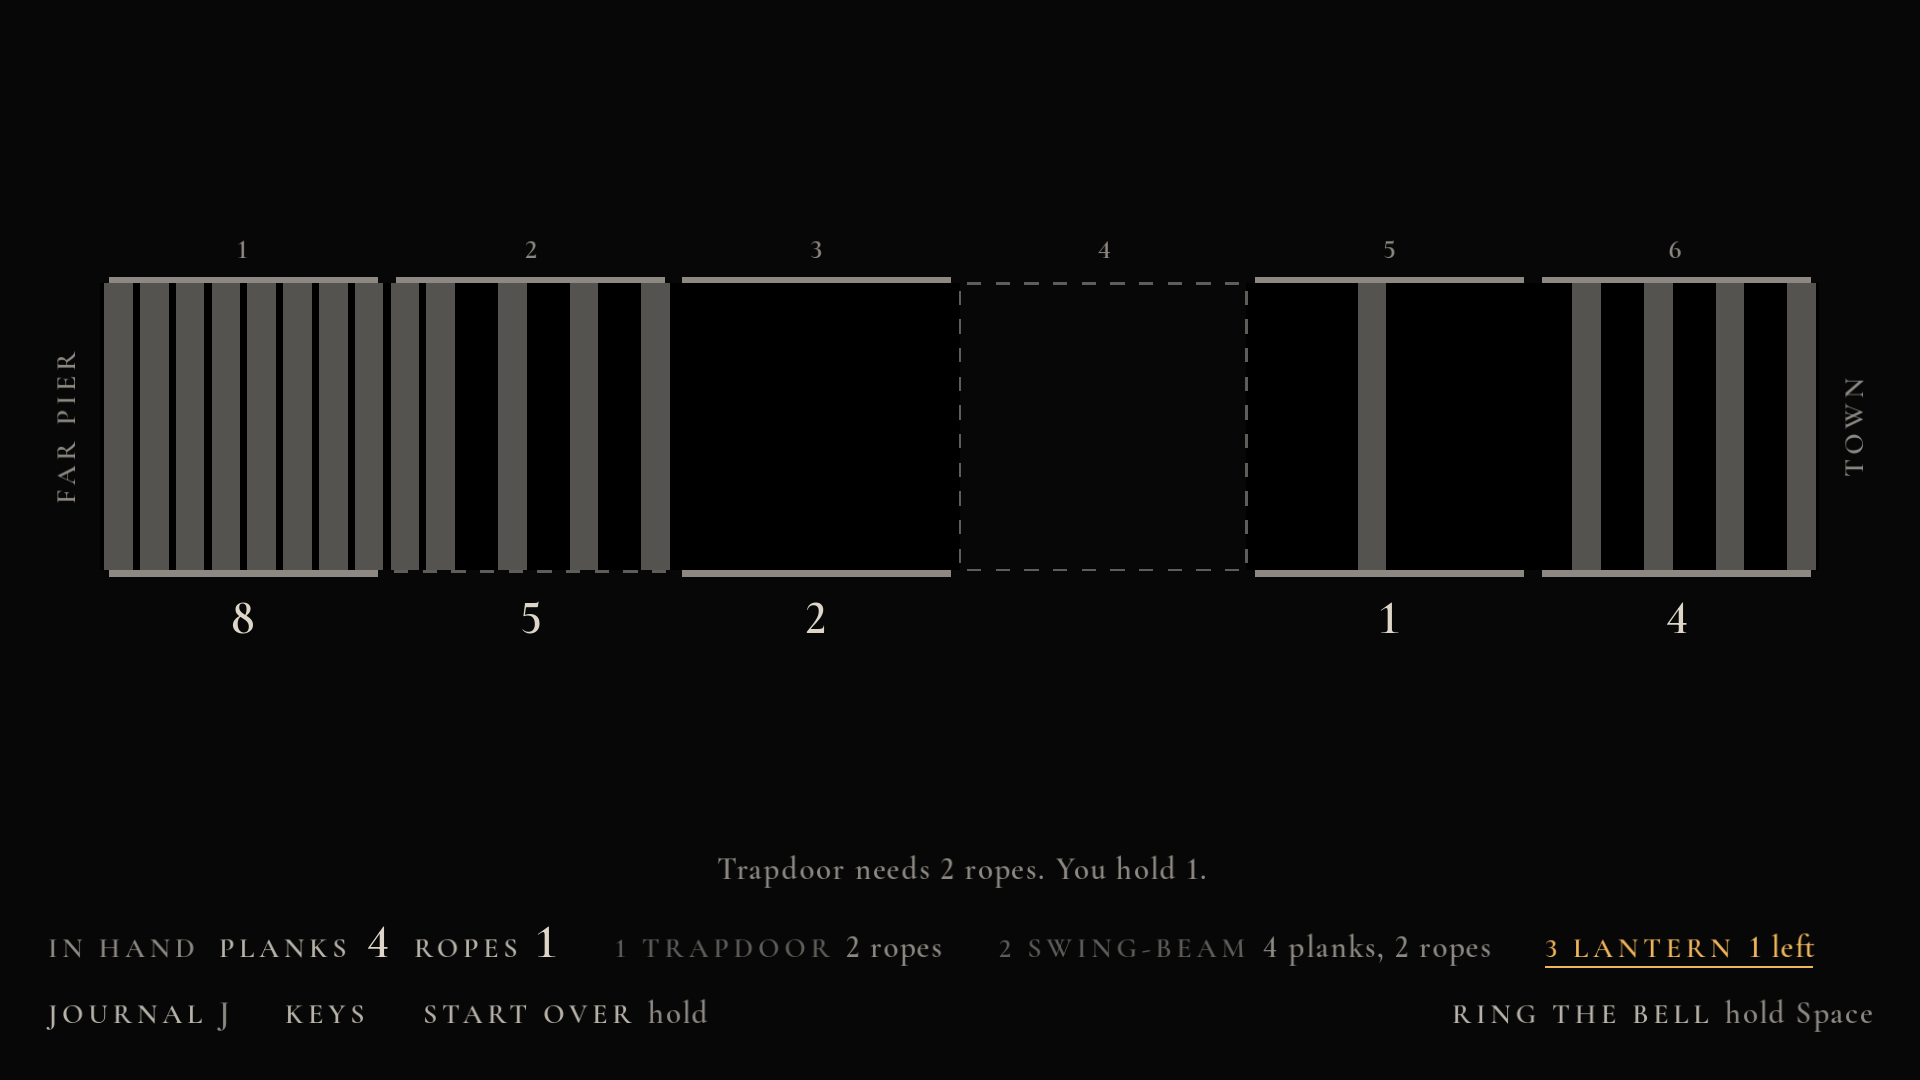 1 2 3 4 5 6
FAR PIER
TOWN
8 5 2 1 4
Trapdoor needs 2 ropes. You hold 1.
IN HAND PLANKS 4 ROPES 1 1 TRAPDOOR 2 ropes 2 SWING-BEAM 4 planks, 2 ropes 3 LANTERN 1 left
JOURNAL J KEYS START OVER hold RING THE BELL hold Space